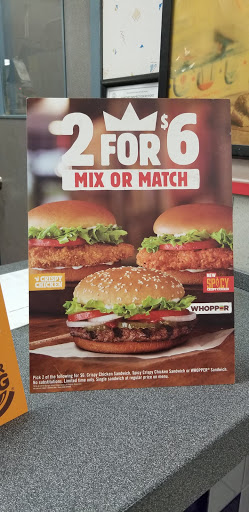 2 FOR $6
MIX OR MATCH
CRISPY
CHICKEN
NEW
SPICY
WHOPPER
Pick 2 of the following for $6: Crispy Chicken Sandwich, Spicy Crispy Chicken Sandwich or WHOPPER® Sandwich.
No substitutions. Limited time only. Single sandwich at regular price on menu.